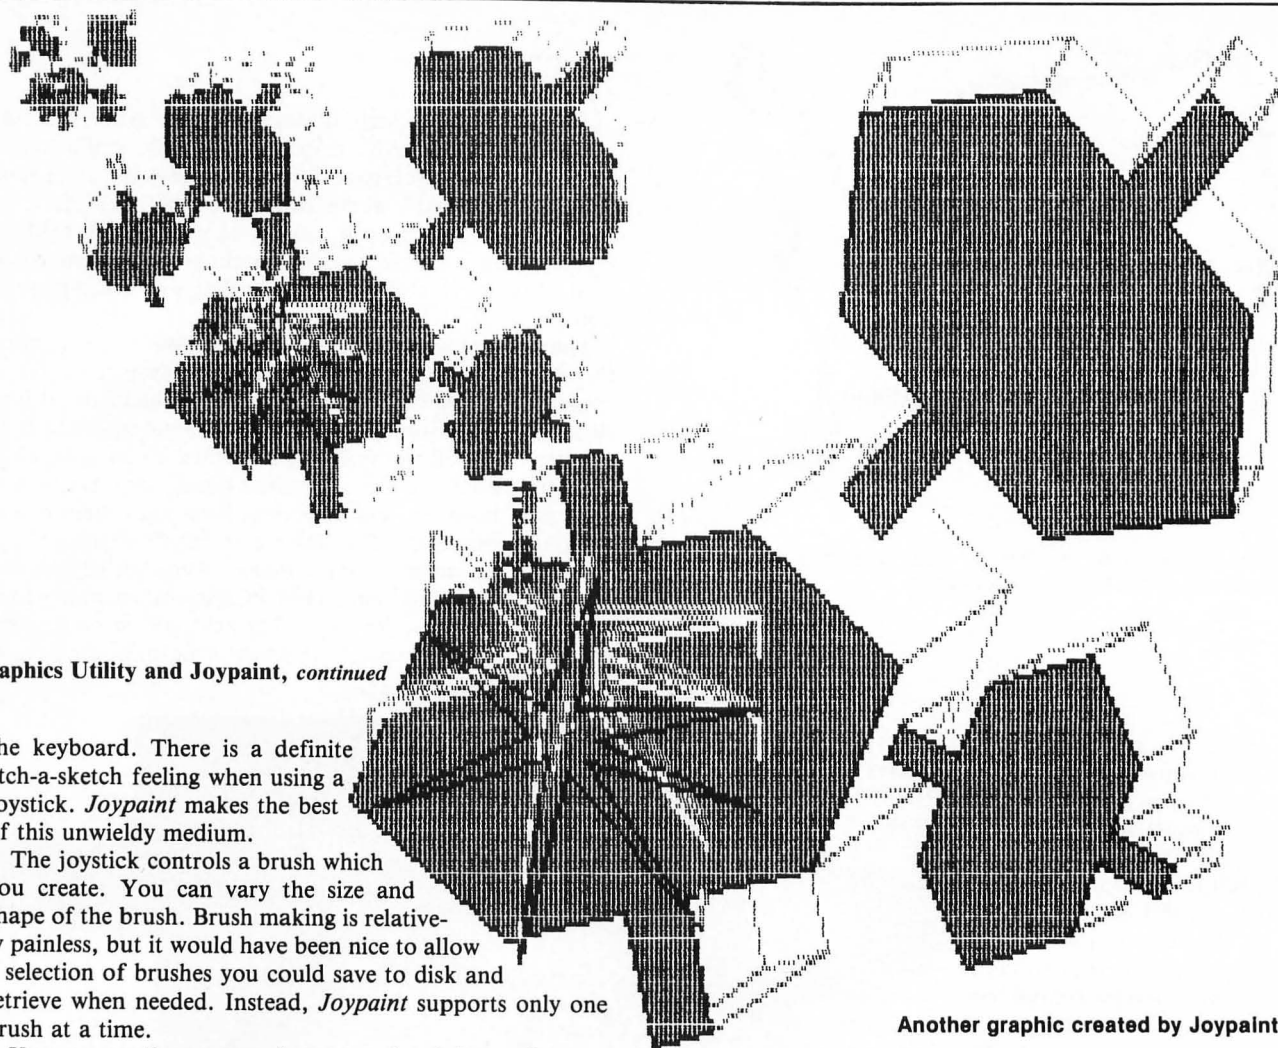 aphics Utility and Joypaint, continued
he keyboard. There is a definite
tch-a-sketch feeling when using a
oystick. Joypaint makes the best
f this unwieldy medium.
The joystick controls a brush which
ou create. You can vary the size and
hape of the brush. Brush making is relative-
y painless, but it would have been nice to allow
selection of brushes you could save to disk and
etrieve when needed. Instead, Joypaint supports only one
rush at a time.
Another graphic created by Joypaint